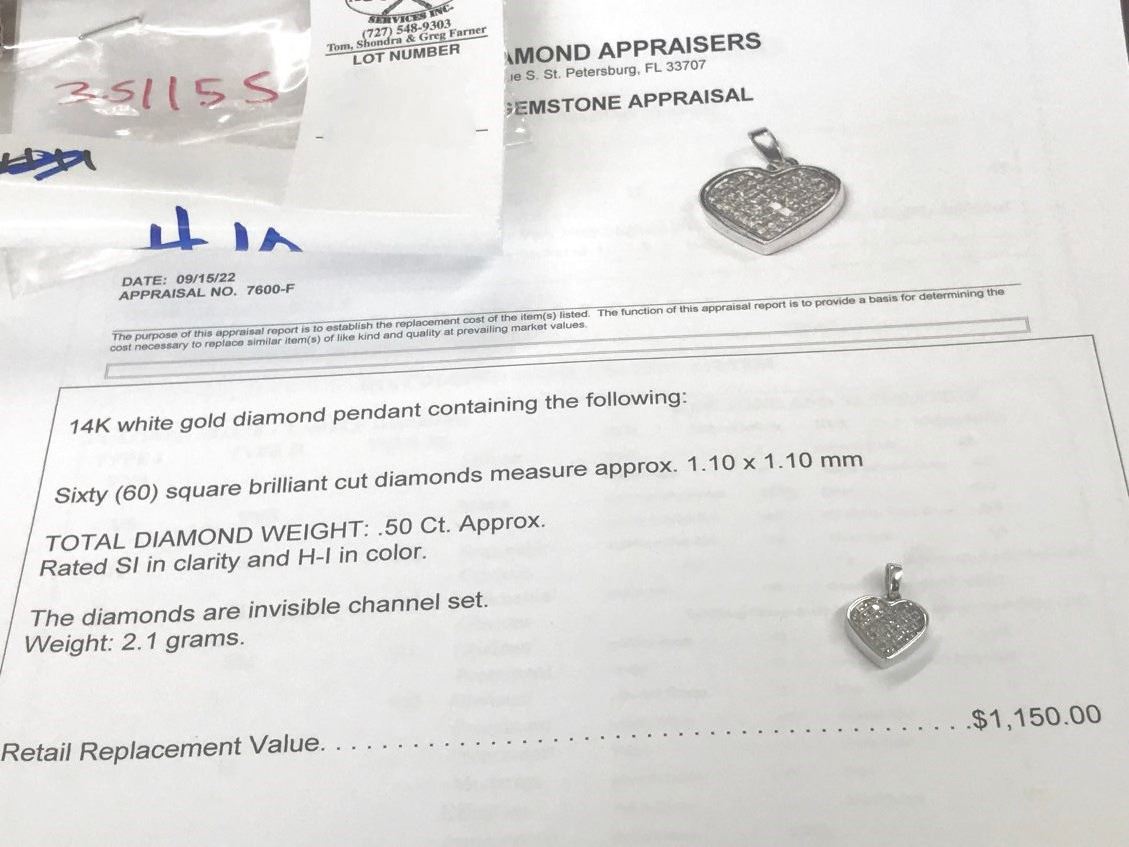 SERVICES INC.
(727) 548-9303
Tom, Shondra & Greg Farner
LOT NUMBER
35115S
41A
AMOND APPRAISERS
ue S. St. Petersburg, FL 33707
GEMSTONE APPRAISAL
DATE: 09/15/22
APPRAISAL NO. 7600-F
The purpose of this appraisal report is to establish the replacement cost of the item(s) listed. The function of this appraisal report is to provide a basis for determining the
cost necessary to replace similar item(s) of like kind and quality at prevailing market values.
14K white gold diamond pendant containing the following:
Sixty (60) square brilliant cut diamonds measure approx. 1.10 x 1.10 mm
TOTAL DIAMOND WEIGHT: .50 Ct. Approx.
Rated SI in clarity and H-I in color.
The diamonds are invisible channel set.
Weight: 2.1 grams.
Retail Replacement Value. . . . . . . . . . . . . . . . . . . . . . . . . . . . . . . . . . . . . . . . . . . .$1,150.00